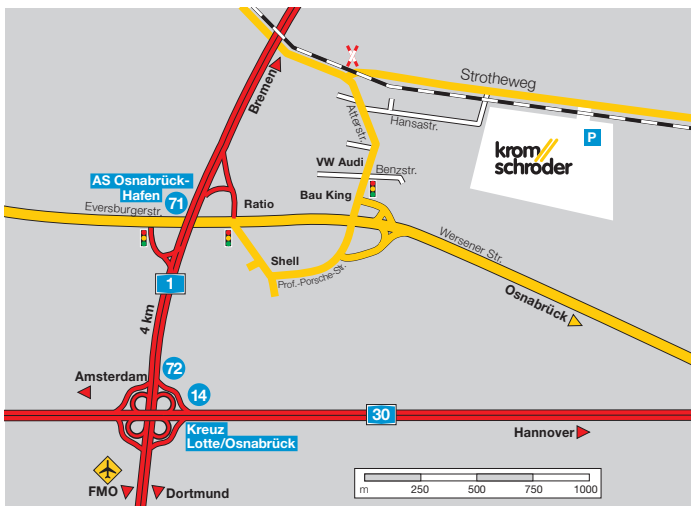 Bremen
Strotheweg
Atterstr.
Hansastr.
P
krom
schroder
VW Audi
Benzstr.
AS Osnabrück-
Hafen
71
Bau King
Ratio
Eversburgerstr.
Wersener Str.
Shell
Prof.-Porsche-Str.
1
Osnabrück
4 km
72
Amsterdam
14
30
Kreuz
Lotte/Osnabrück
Hannover
FMO
Dortmund
m 250 500 750 1000